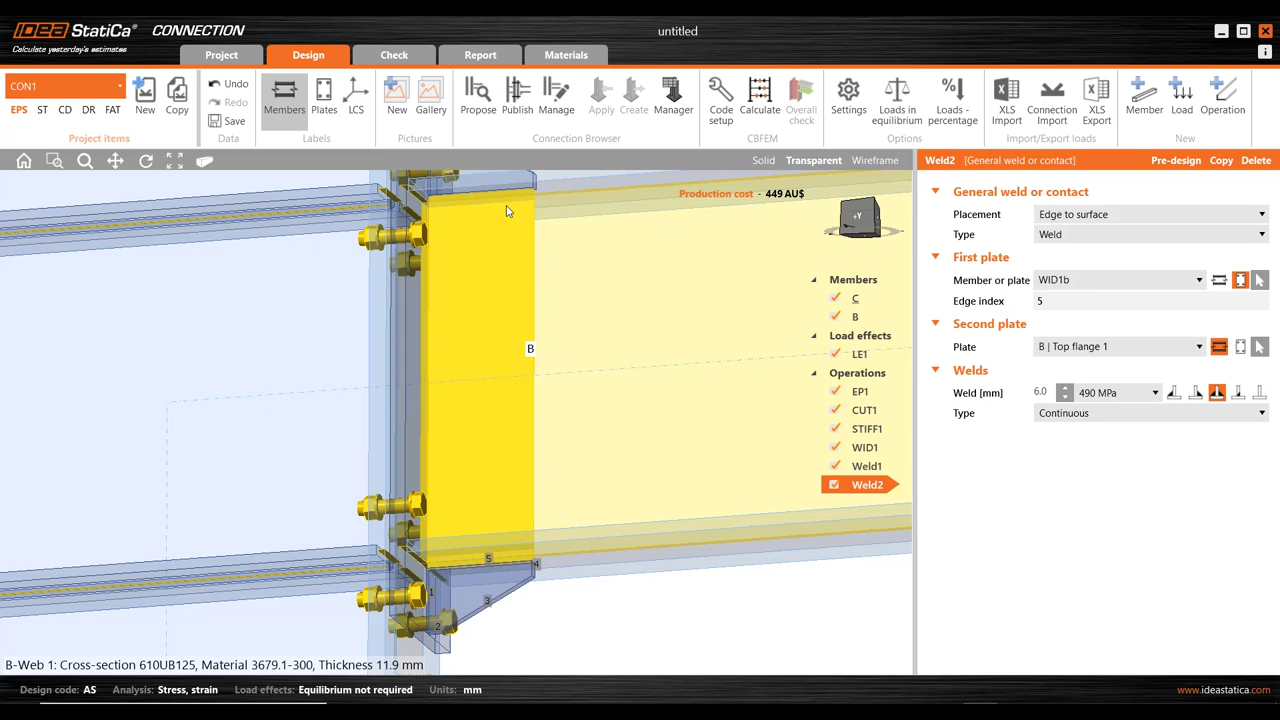 IDEA StatiCa® CONNECTION
Calculate yesterday's estimates
untitled
Project
Design
Check
Report
Materials
i
CON1
EPS ST CD DR FAT
New
Copy
Project items
Undo
Redo
Save
Data
Members
Plates
LCS
Labels
New
Gallery
Pictures
Propose
Publish
Manage
Apply
Create
Manager
Connection Browser
Code setup
Calculate
Overall check
CBFEM
Settings
Loads in equilibrium
Loads - percentage
Options
XLS Import
Connection Import
XLS Export
Import/Export loads
Member
Load
Operation
New
Solid Transparent Wireframe
Production cost - 449 AU$
+Y
Members
C
B
Load effects
LE1
Operations
EP1
CUT1
STIFF1
WID1
Weld1
Weld2
B
5
4
1
3
2
B-Web 1: Cross-section 610UB125, Material 3679.1-300, Thickness 11.9 mm
Weld2 [General weld or contact] Pre-design Copy Delete
General weld or contact
Placement Edge to surface
Type Weld
First plate
Member or plate WID1b
Edge index 5
Second plate
Plate B | Top flange 1
Welds
Weld [mm] 6.0 490 MPa
Type Continuous
Design code: AS Analysis: Stress, strain Load effects: Equilibrium not required Units: mm
www.ideastatica.com